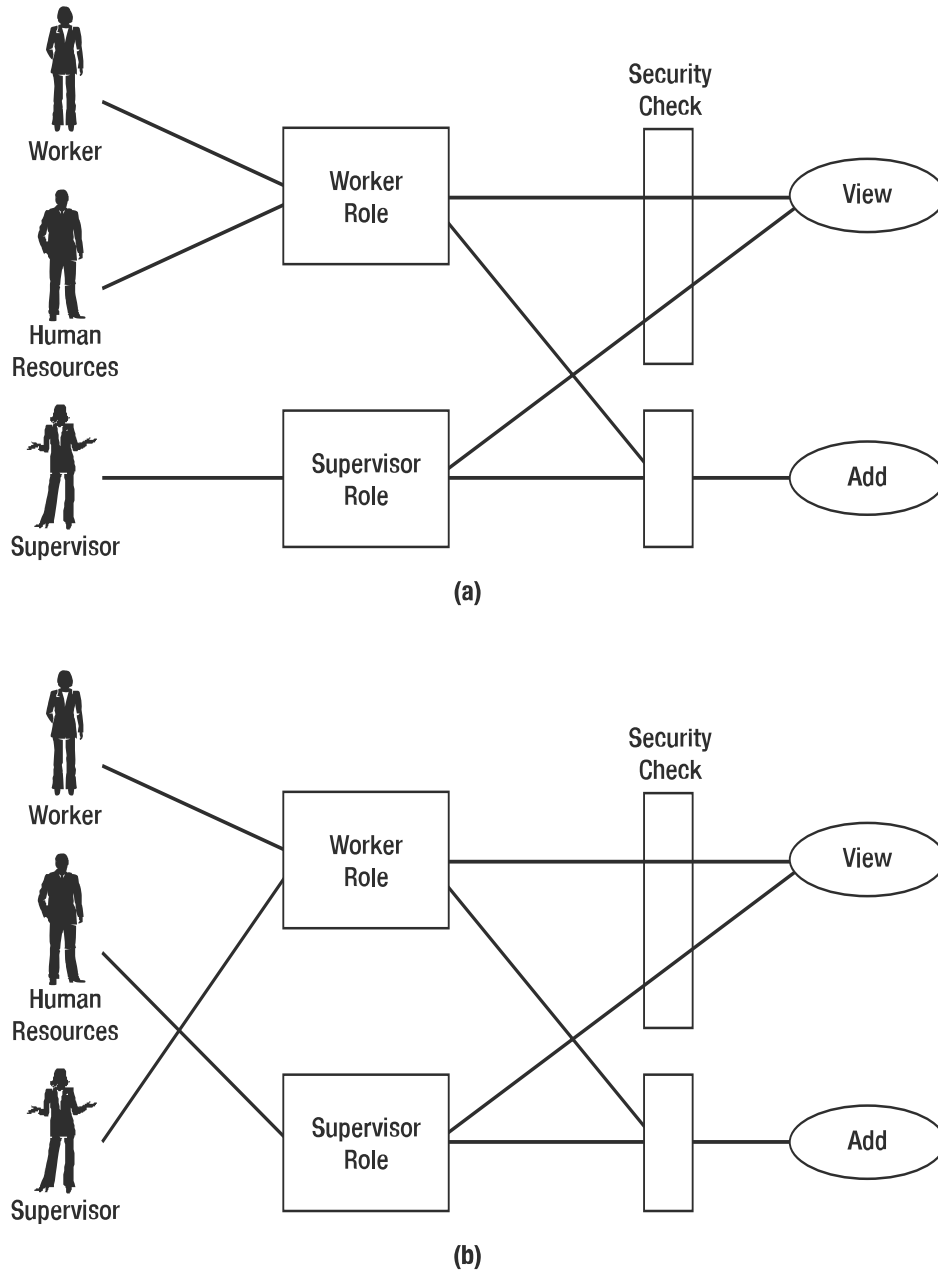 Security
Check
Worker
Worker
Role
View
Human
Resources
Supervisor
Role
Add
Supervisor
(a)
Security
Check
Worker
Worker
Role
View
Human
Resources
Supervisor
Role
Add
Supervisor
(b)